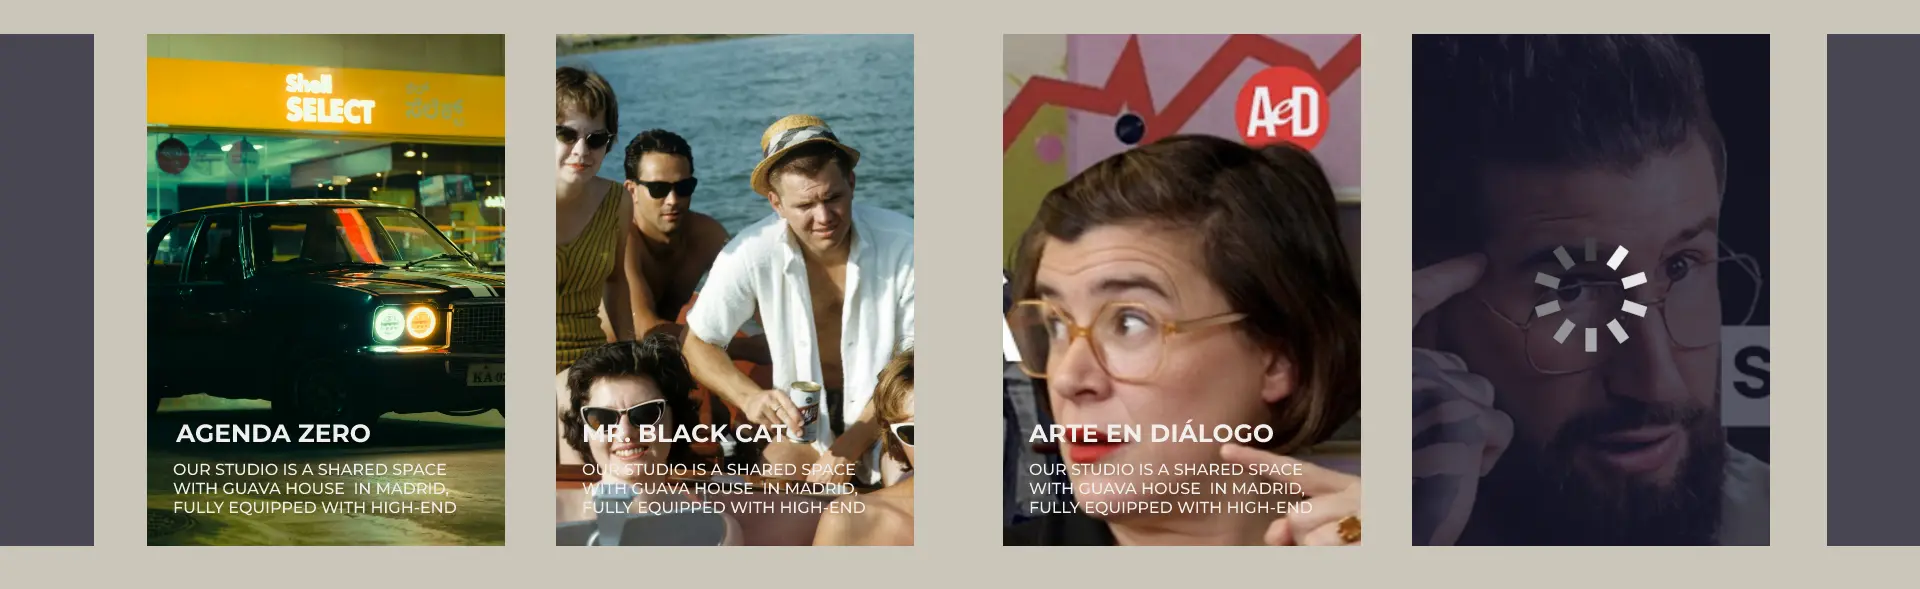 Shell
SELECT
AGENDA ZERO
OUR STUDIO IS A SHARED SPACE
WITH GUAVA HOUSE IN MADRID,
FULLY EQUIPPED WITH HIGH-END
MR. BLACK CAT
OUR STUDIO IS A SHARED SPACE
WITH GUAVA HOUSE IN MADRID,
FULLY EQUIPPED WITH HIGH-END
AeD
ARTE EN DIÁLOGO
OUR STUDIO IS A SHARED SPACE
WITH GUAVA HOUSE IN MADRID,
FULLY EQUIPPED WITH HIGH-END
S